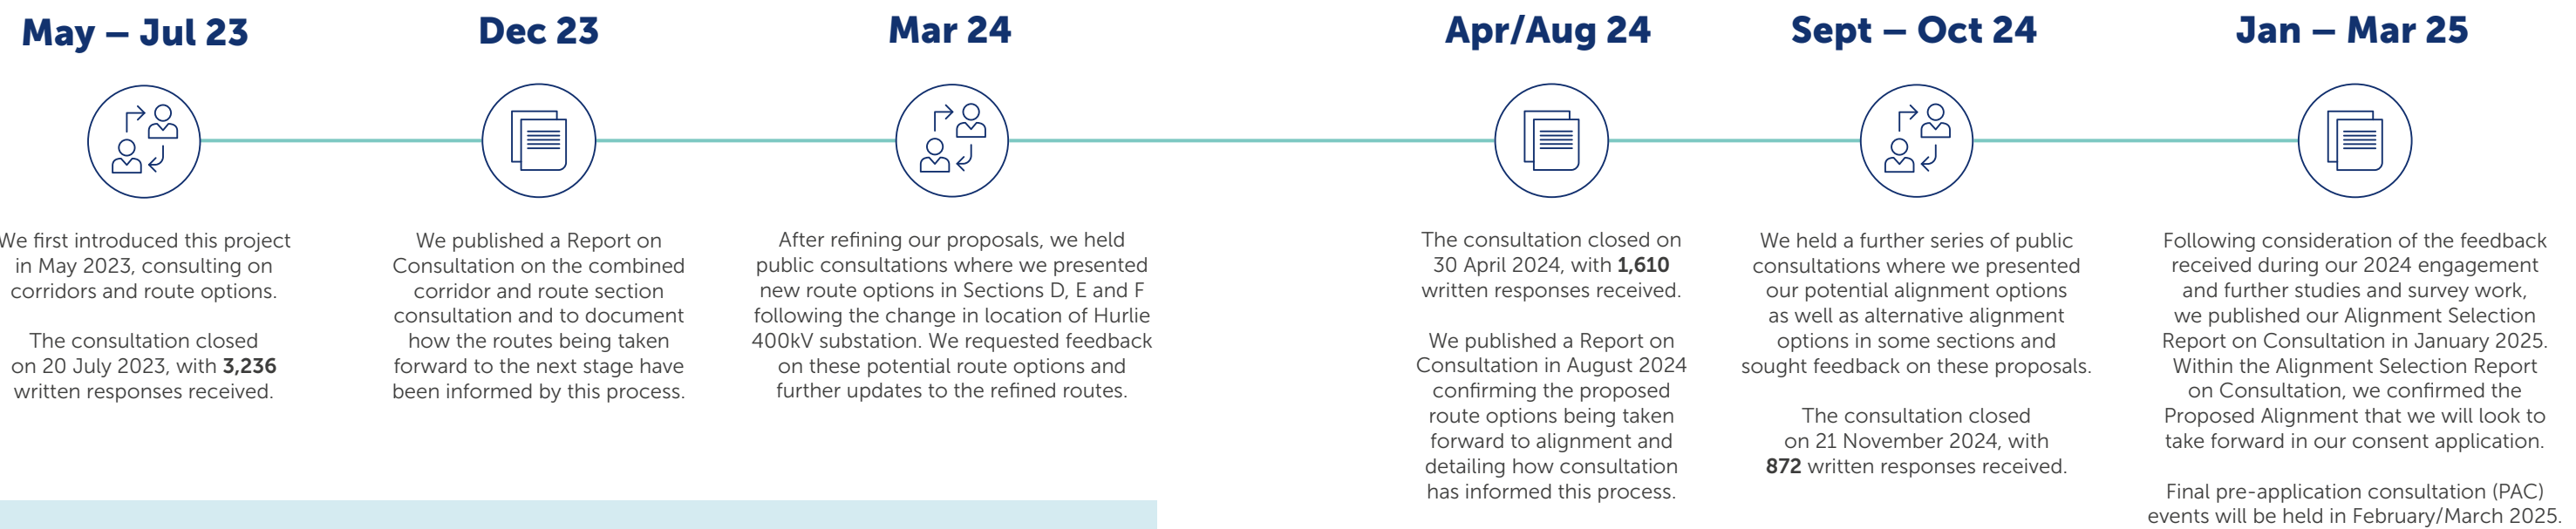 May – Jul 23
We first introduced this project
in May 2023, consulting on
corridors and route options.
The consultation closed
on 20 July 2023, with 3,236
written responses received.
Dec 23
We published a Report on
Consultation on the combined
corridor and route section
consultation and to document
how the routes being taken
forward to the next stage have
been informed by this process.
Mar 24
After refining our proposals, we held
public consultations where we presented
new route options in Sections D, E and F
following the change in location of Hurlie
400kV substation. We requested feedback
on these potential route options and
further updates to the refined routes.
Apr/Aug 24
The consultation closed on
30 April 2024, with 1,610
written responses received.
We published a Report on
Consultation in August 2024
confirming the proposed
route options being taken
forward to alignment and
detailing how consultation
has informed this process.
Sept – Oct 24
We held a further series of public
consultations where we presented
our potential alignment options
as well as alternative alignment
options in some sections and
sought feedback on these proposals.
The consultation closed
on 21 November 2024, with
872 written responses received.
Jan – Mar 25
Following consideration of the feedback
received during our 2024 engagement
and further studies and survey work,
we published our Alignment Selection
Report on Consultation in January 2025.
Within the Alignment Selection Report
on Consultation, we confirmed the
Proposed Alignment that we will look to
take forward in our consent application.
Final pre-application consultation (PAC)
events will be held in February/March 2025.